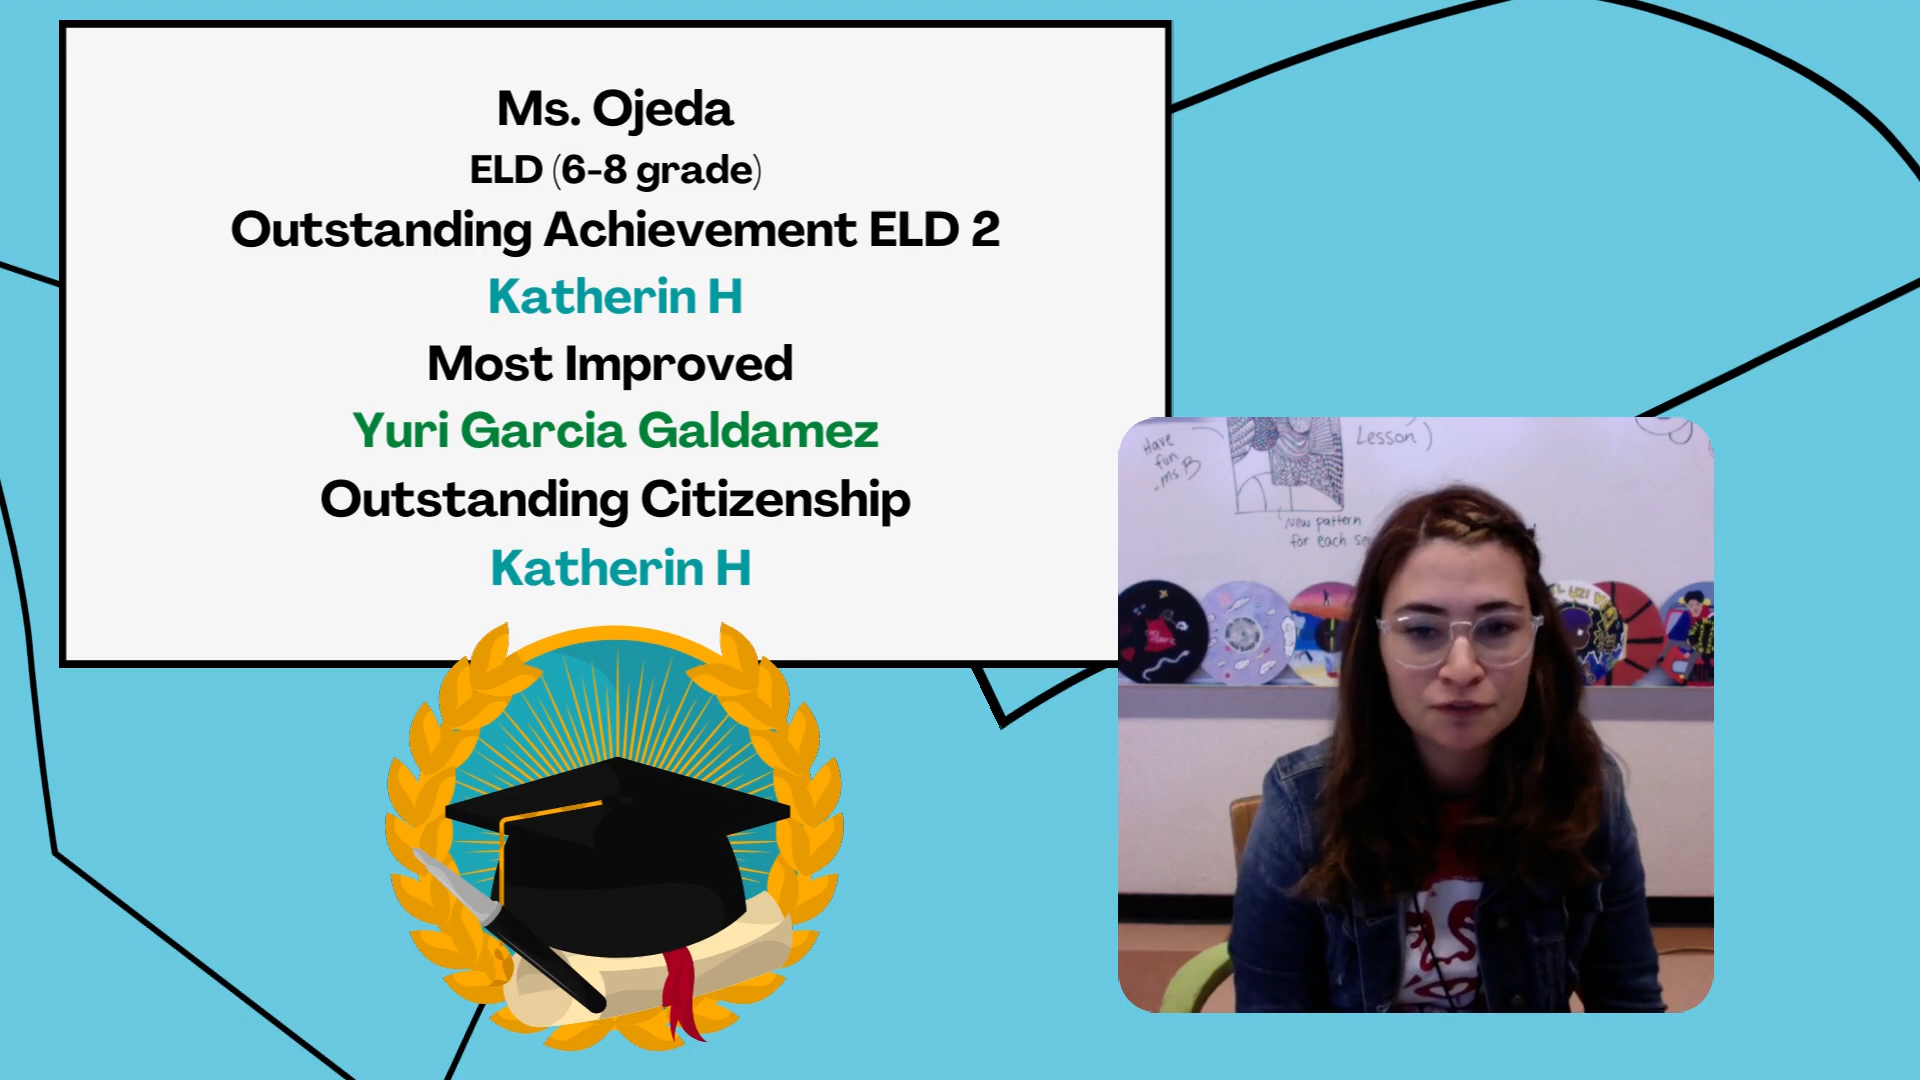 Ms. Ojeda
ELD (6-8 grade)
Outstanding Achievement ELD 2
Katherin H
Most Improved
Yuri Garcia Galdamez
Outstanding Citizenship
Katherin H
Lesson)
Have
fun
-ms B
New pattern
for each